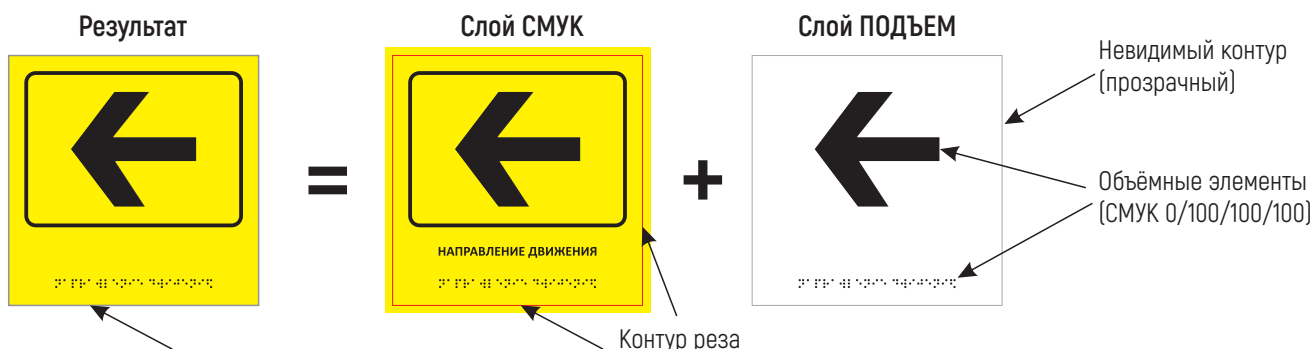 Результат
Слой СМУК
Слой ПОДЪЕМ
Невидимый контур
(прозрачный)
Объёмные элементы
(СМУК 0/100/100/100)
=
+
НАПРАВЛЕНИЕ ДВИЖЕНИЯ
Контур реза